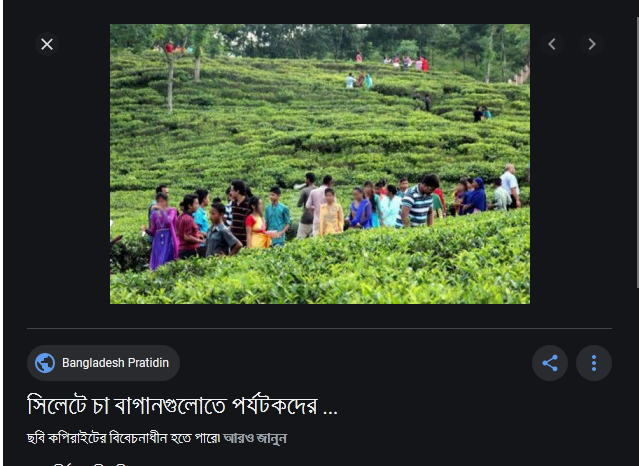 Bangladesh Pratidin
সিলেটে চা বাগানগুলোতে পর্যটকদের ...
ছবি কপিরাইটের বিবেচনাধীন হতে পারে৷ আরও জানুন